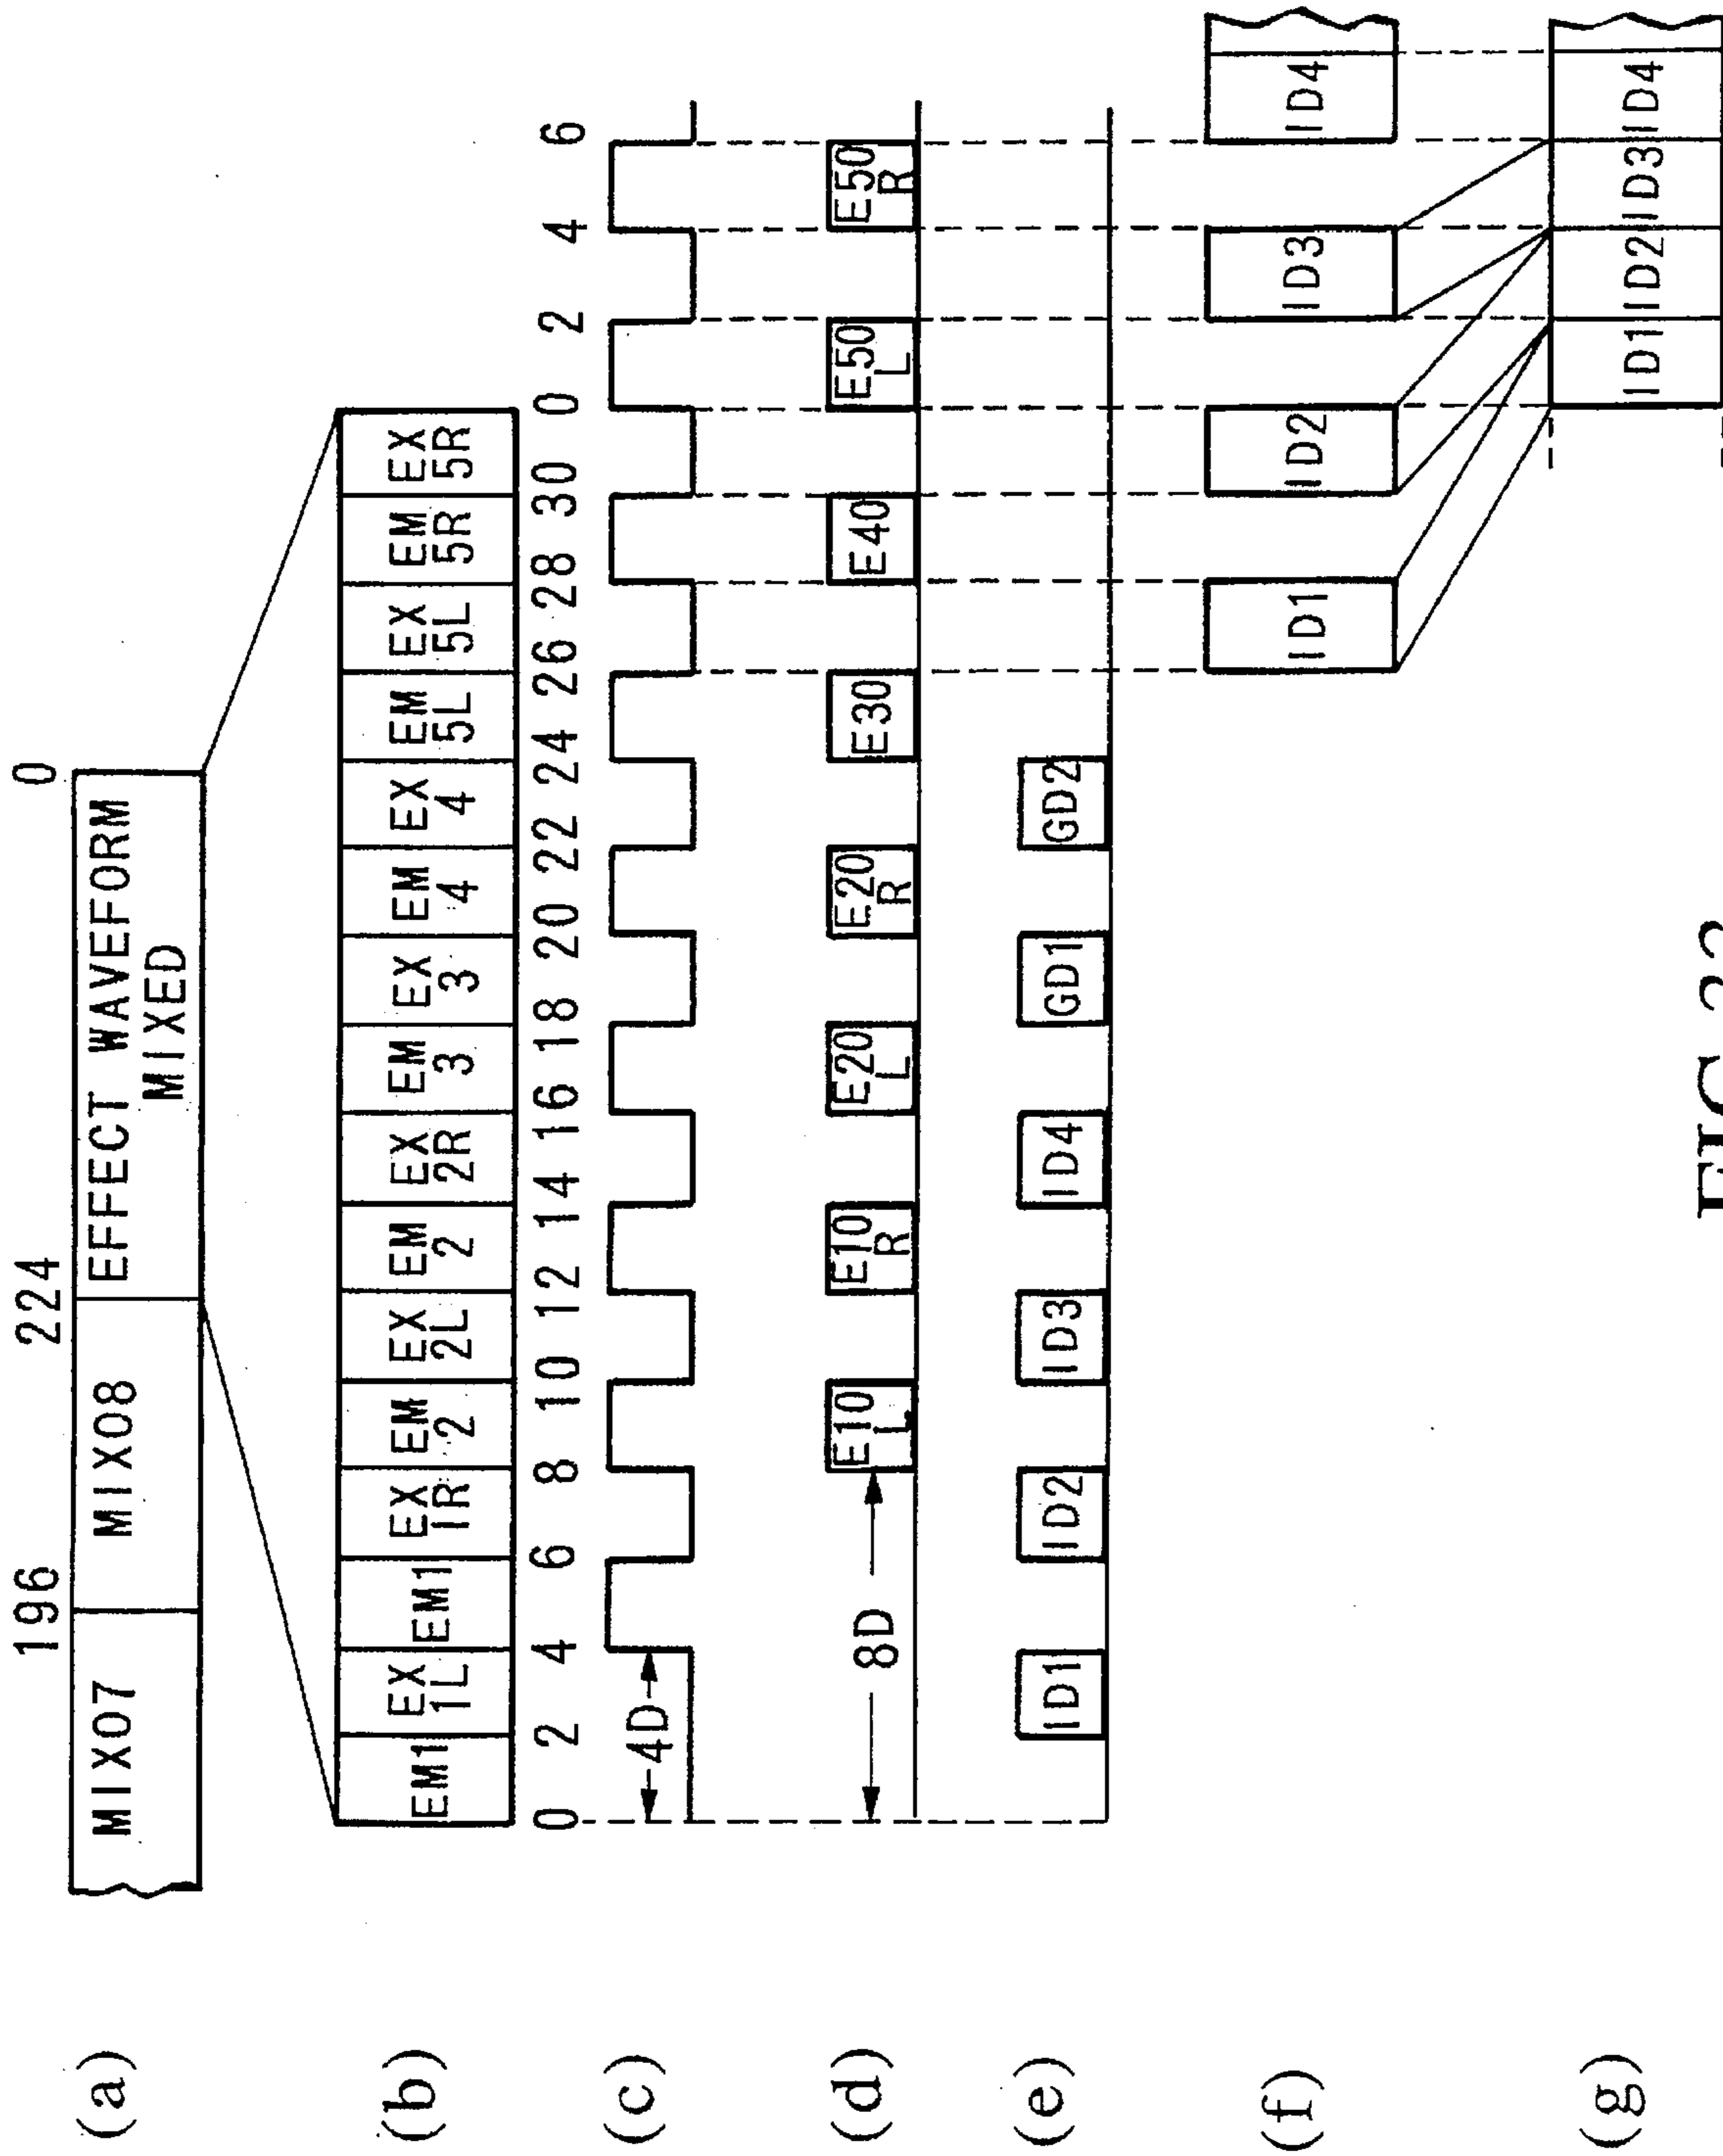 196 224 0
(a) MIX07 MIX08 EFFECT WAVEFORM
MIXED
(b) EM1 EX
1L EM1 EX
1R EM
2 EX
2L EM
2 EX
2R EM
3 EX
3 EM
4 EX
4 EM
5L EX
5L EM
5R EX
5R
0 2 4 6 8 10 12 14 16 18 20 22 24 26 28 30 0 2 4 6
(c) 4D
(d) 8D E10
L E10
R E20
L E20
R E30 E40 E50
L E50
R
(e) ID1 ID2 ID3 ID4 GD1 GD2
(f) ID1 ID2 ID3 ID4
(g) ID1 ID2 ID3 ID4